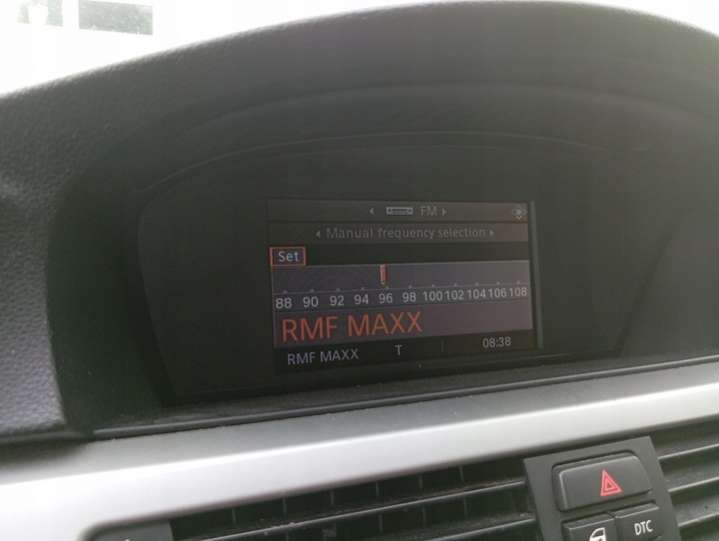 FM
Manual frequency selection
Set
88 90 92 94 96 98 100 102 104 106 108
RMF MAXX
RMF MAXX T 08:38
DTC